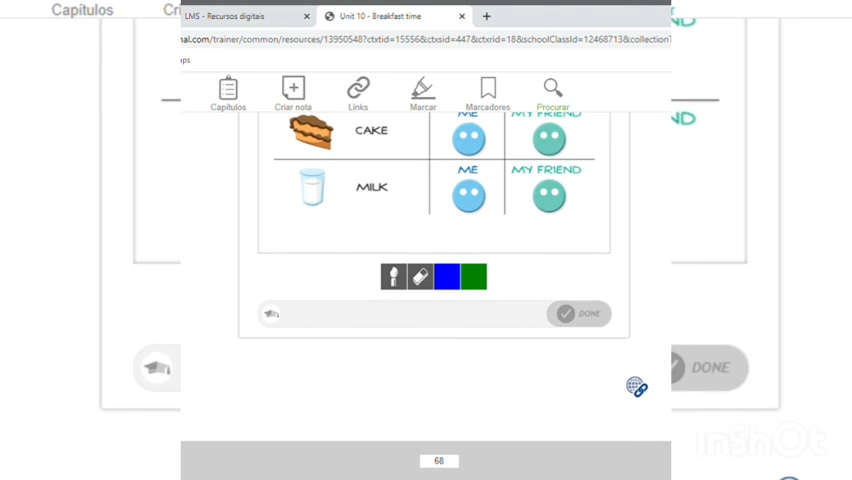 LMS - Recursos digitais
Unit 10 - Breakfast time
nal.com/trainer/common/resources/13950548?ctxtid=15556&ctxsid=447&ctxrid=18&schoolClassId=12468713&collection
Capítulos
Criar nota
Links
Marcar
Marcadores
Procurar
ME MY FRIEND
CAKE
ME MY FRIEND
MILK
DONE
68
Capítulos
DONE
InShot